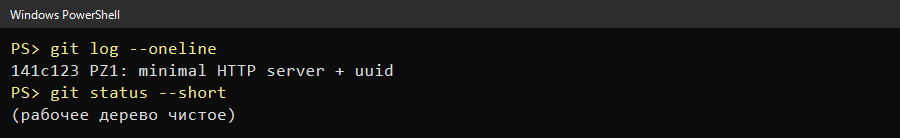 Windows PowerShell
PS> git log --oneline
141c123 PZ1: minimal HTTP server + uuid
PS> git status --short
(рабочее дерево чистое)